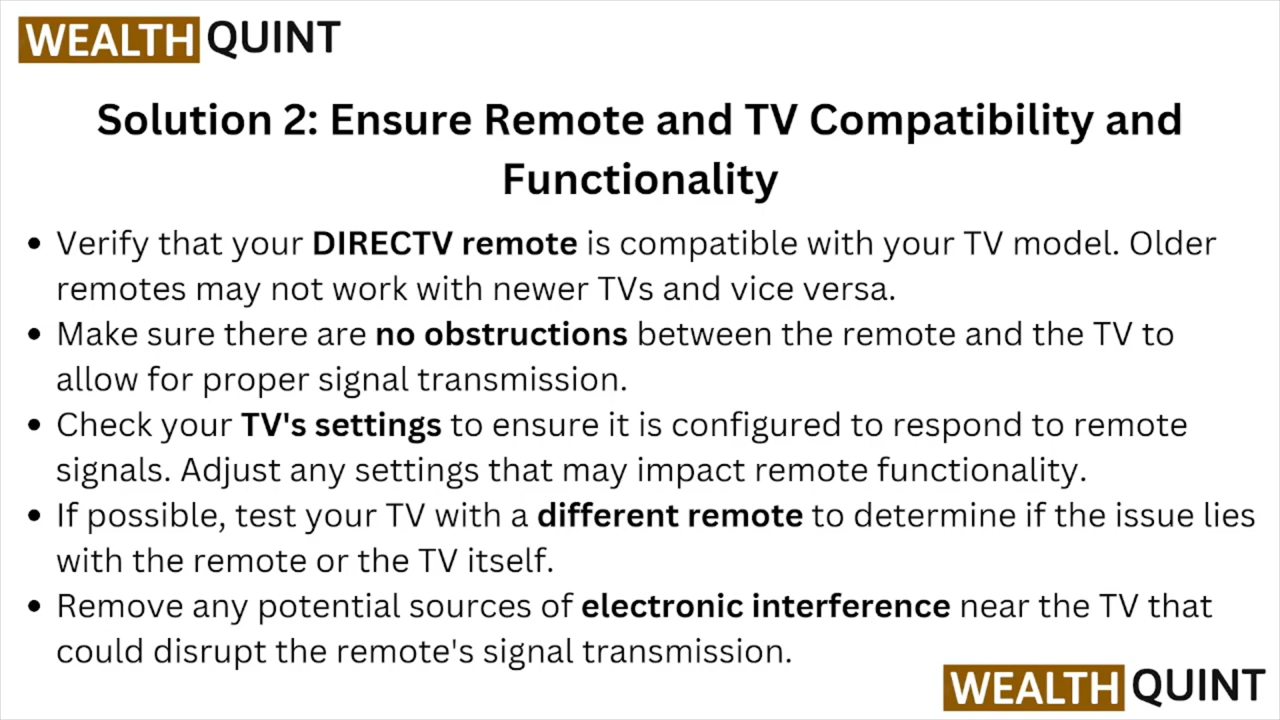 WEALTH QUINT
Solution 2: Ensure Remote and TV Compatibility and
Functionality
• Verify that your DIRECTV remote is compatible with your TV model. Older
remotes may not work with newer TVs and vice versa.
• Make sure there are no obstructions between the remote and the TV to
allow for proper signal transmission.
• Check your TV's settings to ensure it is configured to respond to remote
signals. Adjust any settings that may impact remote functionality.
• If possible, test your TV with a different remote to determine if the issue lies
with the remote or the TV itself.
• Remove any potential sources of electronic interference near the TV that
could disrupt the remote's signal transmission.
WEALTH QUINT